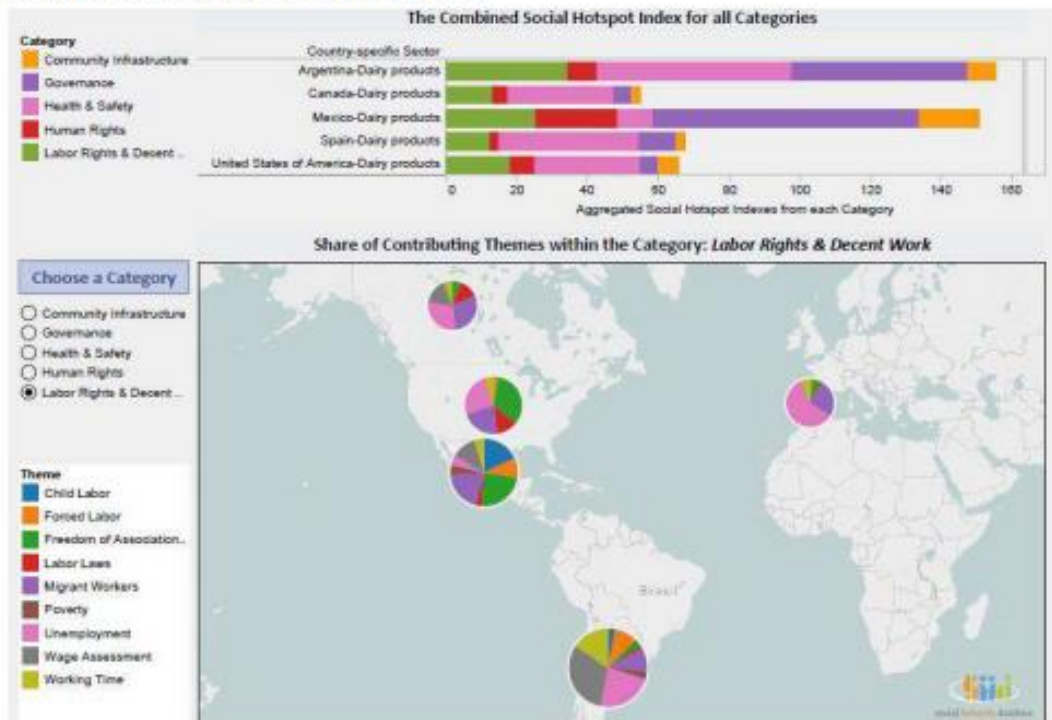 The Combined Social Hotspot Index for all Categories
Category
Community Infrastructure
Governance
Health & Safety
Human Rights
Labor Rights & Decent ..
Country-specific Sector
Argentina-Dairy products
Canada-Dairy products
Mexico-Dairy products
Spain-Dairy products
United States of America-Dairy products
0 20 40 60 80 100 120 140 160
Aggregated Social Hotspot Indexes from each Category
Share of Contributing Themes within the Category: Labor Rights & Decent Work
Choose a Category
Community Infrastructure
Governance
Health & Safety
Human Rights
Labor Rights & Decent ..
Theme
Child Labor
Forced Labor
Freedom of Association..
Labor Laws
Migrant Workers
Poverty
Unemployment
Wage Assessment
Working Time
Brasil